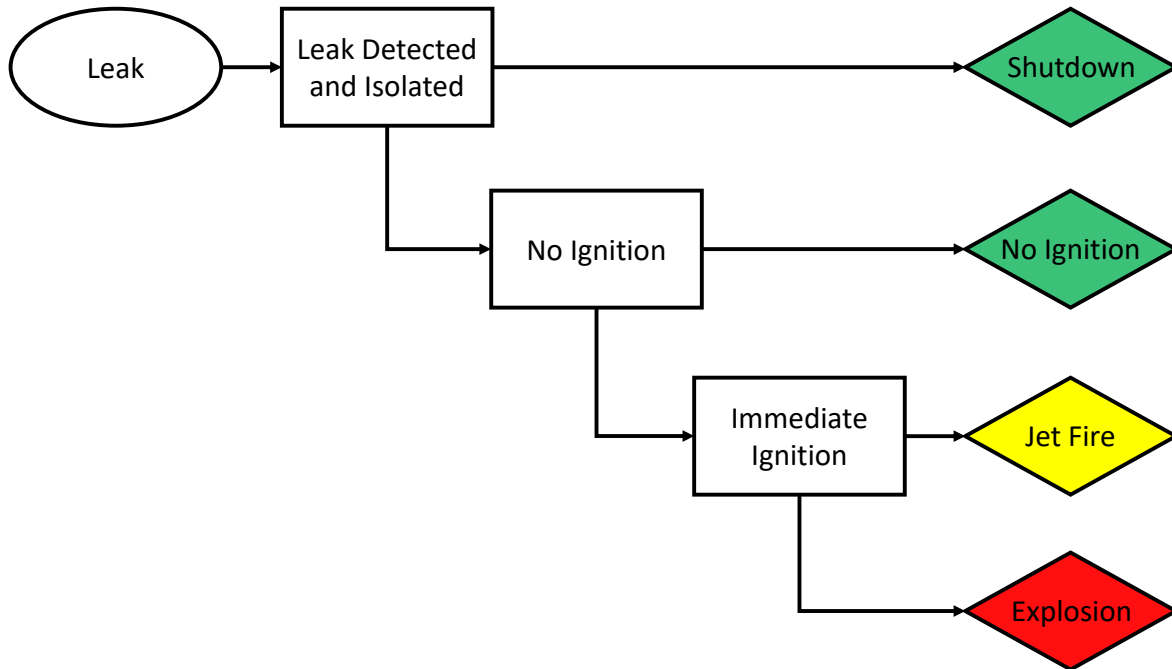 Leak
Leak Detected
and Isolated
Shutdown
No Ignition
No Ignition
Immediate
Ignition
Jet Fire
Explosion